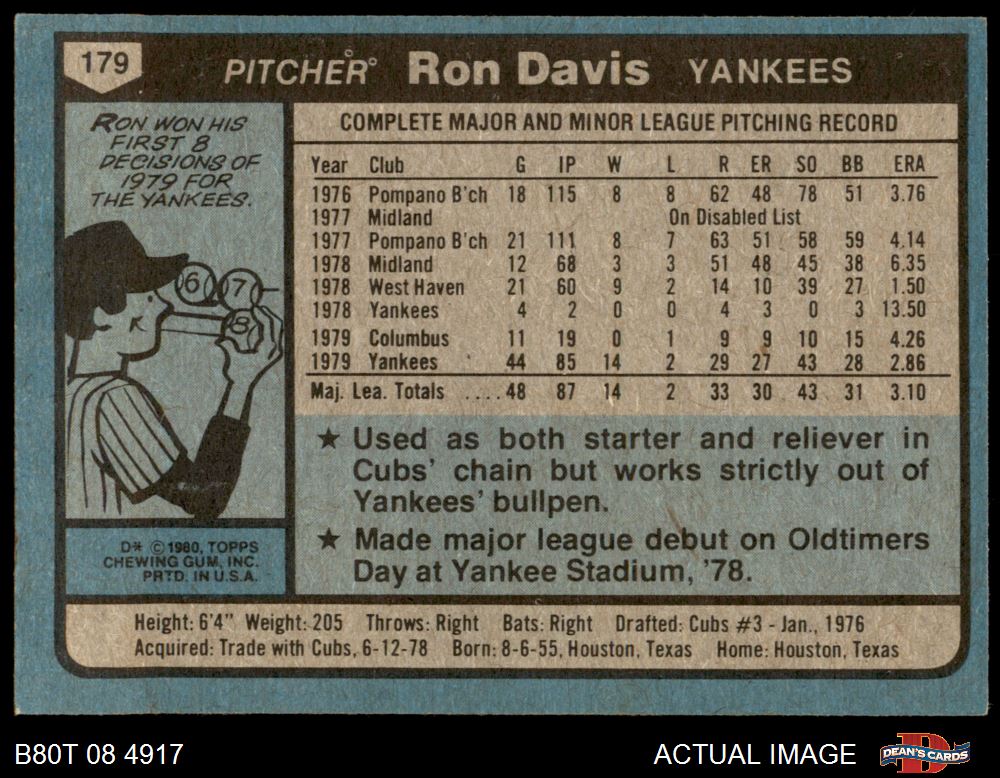 179
PITCHER Ron Davis YANKEES
RON WON HIS
FIRST 8
DECISIONS OF
1979 FOR
THE YANKEES.
6 7
8
D* © 1980, TOPPS
CHEWING GUM, INC.
PRTD. IN U.S.A.
COMPLETE MAJOR AND MINOR LEAGUE PITCHING RECORD
Year Club G IP W L R ER SO BB ERA
1976 Pompano B'ch 18 115 8 8 62 48 78 51 3.76
1977 Midland On Disabled List
1977 Pompano B'ch 21 111 8 7 63 51 58 59 4.14
1978 Midland 12 68 3 3 51 48 45 38 6.35
1978 West Haven 21 60 9 2 14 10 39 27 1.50
1978 Yankees 4 2 0 0 4 3 0 3 13.50
1979 Columbus 11 19 0 1 9 9 10 15 4.26
1979 Yankees 44 85 14 2 29 27 43 28 2.86
Maj. Lea. Totals ....48 87 14 2 33 30 43 31 3.10
★ Used as both starter and reliever in
Cubs' chain but works strictly out of
Yankees' bullpen.
★ Made major league debut on Oldtimers
Day at Yankee Stadium, '78.
Height: 6'4" Weight: 205 Throws: Right Bats: Right Drafted: Cubs #3 - Jan., 1976
Acquired: Trade with Cubs, 6-12-78 Born: 8-6-55, Houston, Texas Home: Houston, Texas
B80T 08 4917
ACTUAL IMAGE
DEAN'S CARDS